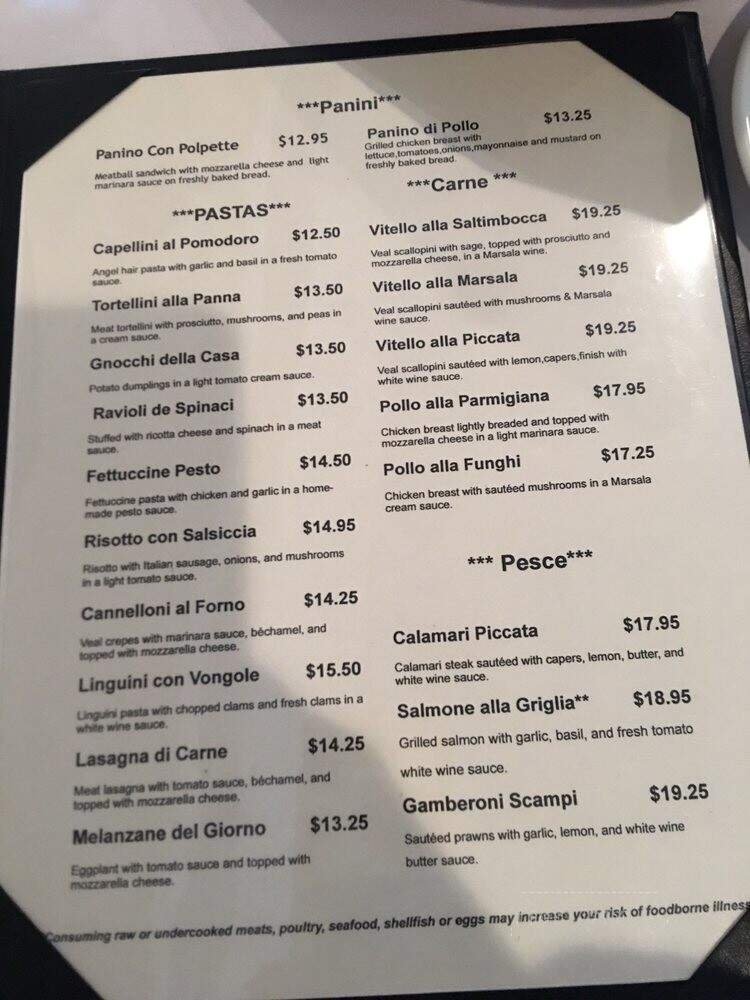 ***Panini***
Panino Con Polpette $12.95
Meatball sandwich with mozzarella cheese and light
marinara sauce on freshly baked bread.
Panino di Pollo $13.25
Grilled chicken breast with
lettuce,tomatoes,onions,mayonnaise and mustard on
freshly baked bread.
***PASTAS***
Capellini al Pomodoro $12.50
Angel hair pasta with garlic and basil in a fresh tomato
sauce.
Tortellini alla Panna $13.50
Meat tortellini with prosciutto, mushrooms, and peas in
a cream sauce.
Gnocchi della Casa $13.50
Potato dumplings in a light tomato cream sauce.
Ravioli de Spinaci $13.50
Stuffed with ricotta cheese and spinach in a meat
sauce.
Fettuccine Pesto $14.50
Fettuccine pasta with chicken and garlic in a home-
made pesto sauce.
Risotto con Salsiccia $14.95
Risotto with Italian sausage, onions, and mushrooms
in a light tomato sauce.
Cannelloni al Forno $14.25
Veal crepes with marinara sauce, béchamel, and
topped with mozzarella cheese.
Linguini con Vongole $15.50
Linguini pasta with chopped clams and fresh clams in a
white wine sauce.
Lasagna di Carne $14.25
Meat lasagna with tomato sauce, béchamel, and
topped with mozzarella cheese.
Melanzane del Giorno $13.25
Eggplant with tomato sauce and topped with
mozzarella cheese.
***Carne ***
Vitello alla Saltimbocca $19.25
Veal scallopini with sage, topped with prosciutto and
mozzarella cheese, in a Marsala wine.
Vitello alla Marsala $19.25
Veal scallopini sautéed with mushrooms & Marsala
wine sauce.
Vitello alla Piccata $19.25
Veal scallopini sautéed with lemon,capers,finish with
white wine sauce.
Pollo alla Parmigiana $17.95
Chicken breast lightly breaded and topped with
mozzarella cheese in a light marinara sauce.
Pollo alla Funghi $17.25
Chicken breast with sautéed mushrooms in a Marsala
cream sauce.
*** Pesce***
Calamari Piccata $17.95
Calamari steak sautéed with capers, lemon, butter, and
white wine sauce.
Salmone alla Griglia** $18.95
Grilled salmon with garlic, basil, and fresh tomato
white wine sauce.
Gamberoni Scampi $19.25
Sautéed prawns with garlic, lemon, and white wine
butter sauce.
Consuming raw or undercooked meats, poultry, seafood, shellfish or eggs may increase your risk of foodborne illness